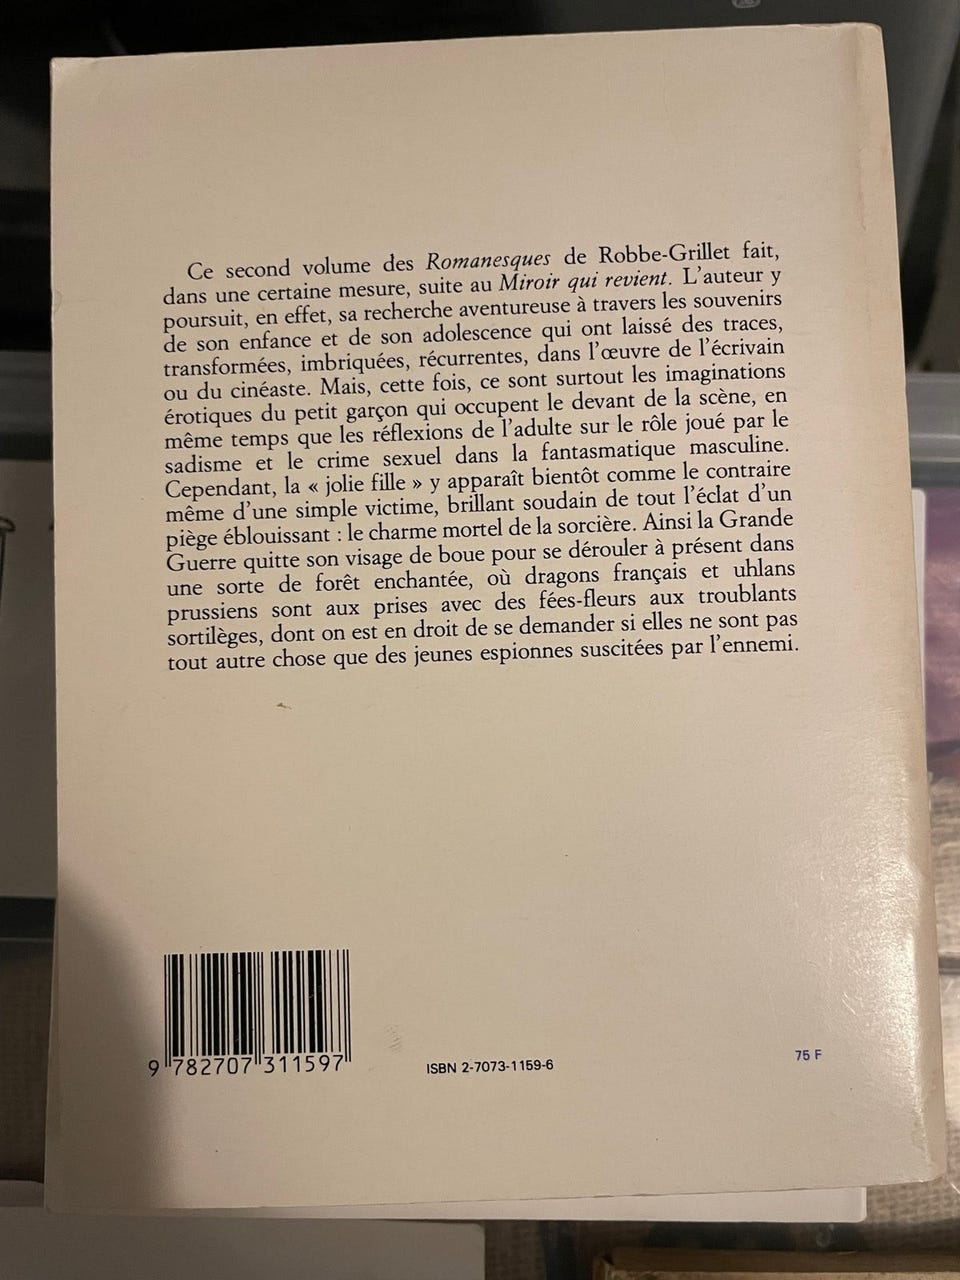 Ce second volume des Romanesques de Robbe-Grillet fait,
dans une certaine mesure, suite au Miroir qui revient. L'auteur y
poursuit, en effet, sa recherche aventureuse à travers les souvenirs
de son enfance et de son adolescence qui ont laissé des traces,
transformées, imbriquées, récurrentes, dans l'œuvre de l'écrivain
ou du cinéaste. Mais, cette fois, ce sont surtout les imaginations
érotiques du petit garçon qui occupent le devant de la scène, en
même temps que les réflexions de l'adulte sur le rôle joué par le
sadisme et le crime sexuel dans la fantasmatique masculine.
Cependant, la « jolie fille » y apparaît bientôt comme le contraire
même d'une simple victime, brillant soudain de tout l'éclat d'un
piège éblouissant : le charme mortel de la sorcière. Ainsi la Grande
Guerre quitte son visage de boue pour se dérouler à présent dans
une sorte de forêt enchantée, où dragons français et uhlans
prussiens sont aux prises avec des fées-fleurs aux troublants
sortilèges, dont on est en droit de se demander si elles ne sont pas
tout autre chose que des jeunes espionnes suscitées par l'ennemi.
9 782707 311597
ISBN 2-7073-1159-6
75 F